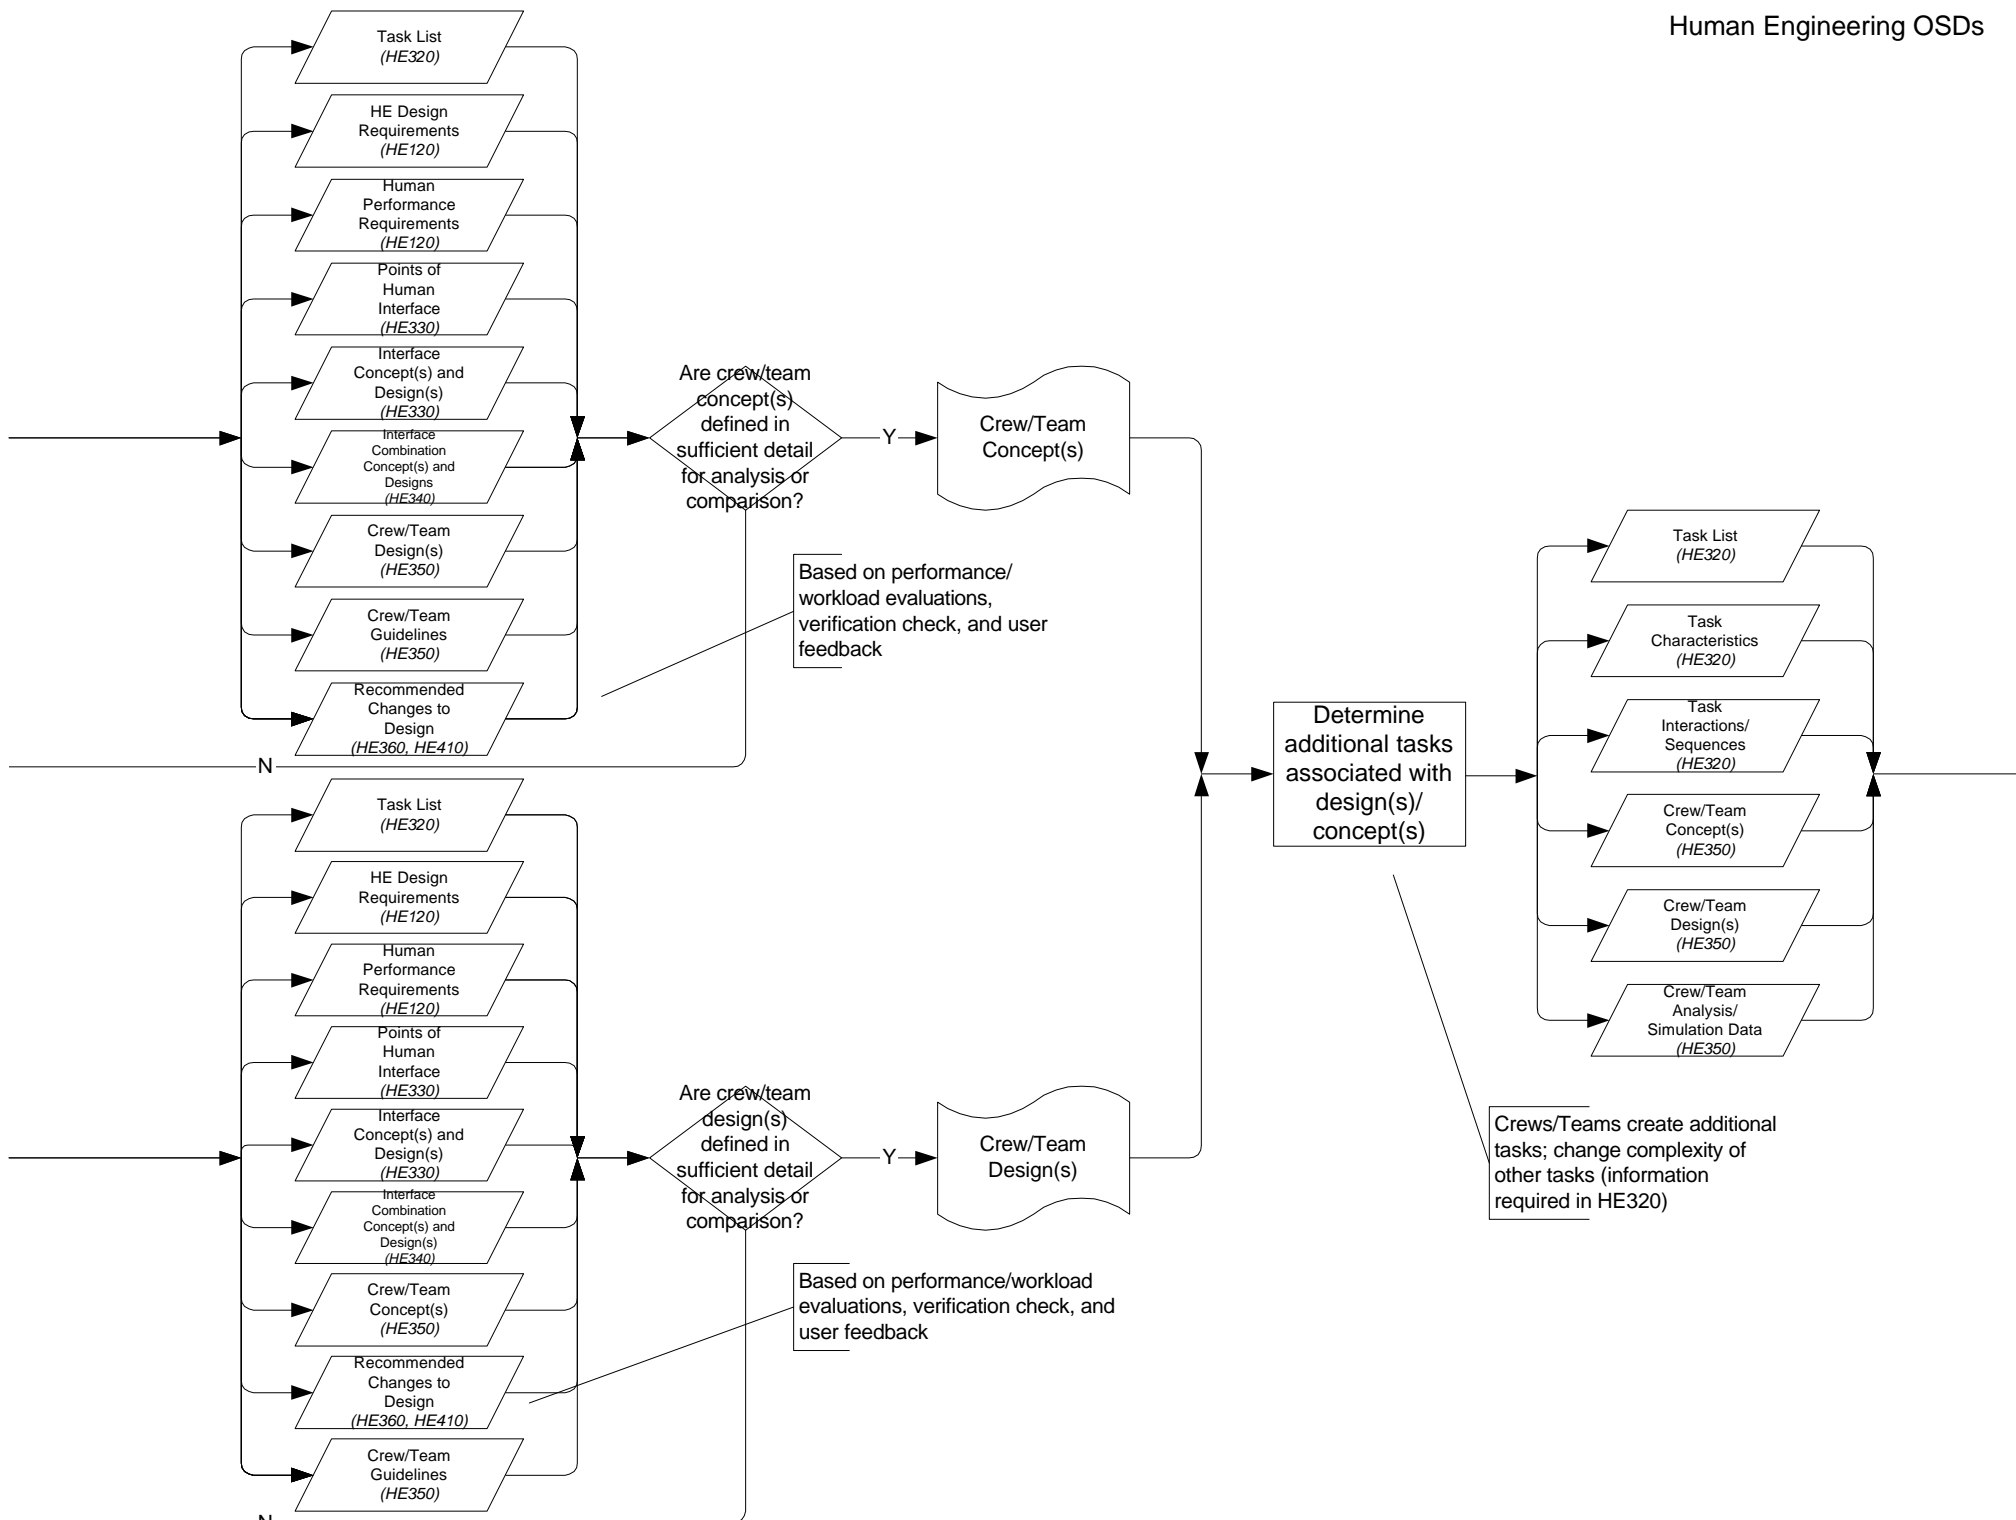 Human Engineering OSDs
Task List
(HE320)
HE Design
Requirements
(HE120)
Human
Performance
Requirements
(HE120)
Points of
Human
Interface
(HE330)
Interface
Concept(s) and
Design(s)
(HE330)
Interface
Combination
Concept(s) and
Designs
(HE340)
Crew/Team
Design(s)
(HE350)
Crew/Team
Guidelines
(HE350)
Recommended
Changes to
Design
(HE360, HE410)
Are crew/team
concept(s)
defined in
sufficient detail
for analysis or
comparison?
Y
N
Crew/Team
Concept(s)
Based on performance/
workload evaluations,
verification check, and user
feedback
Task List
(HE320)
HE Design
Requirements
(HE120)
Human
Performance
Requirements
(HE120)
Points of
Human
Interface
(HE330)
Interface
Concept(s) and
Design(s)
(HE330)
Interface
Combination
Concept(s) and
Design(s)
(HE340)
Crew/Team
Concept(s)
(HE350)
Recommended
Changes to
Design
(HE360, HE410)
Crew/Team
Guidelines
(HE350)
Are crew/team
design(s)
defined in
sufficient detail
for analysis or
comparison?
Y
N
Crew/Team
Design(s)
Based on performance/workload
evaluations, verification check, and
user feedback
Determine
additional tasks
associated with
design(s)/
concept(s)
Crews/Teams create additional
tasks; change complexity of
other tasks (information
required in HE320)
Task List
(HE320)
Task
Characteristics
(HE320)
Task
Interactions/
Sequences
(HE320)
Crew/Team
Concept(s)
(HE350)
Crew/Team
Design(s)
(HE350)
Crew/Team
Analysis/
Simulation Data
(HE350)